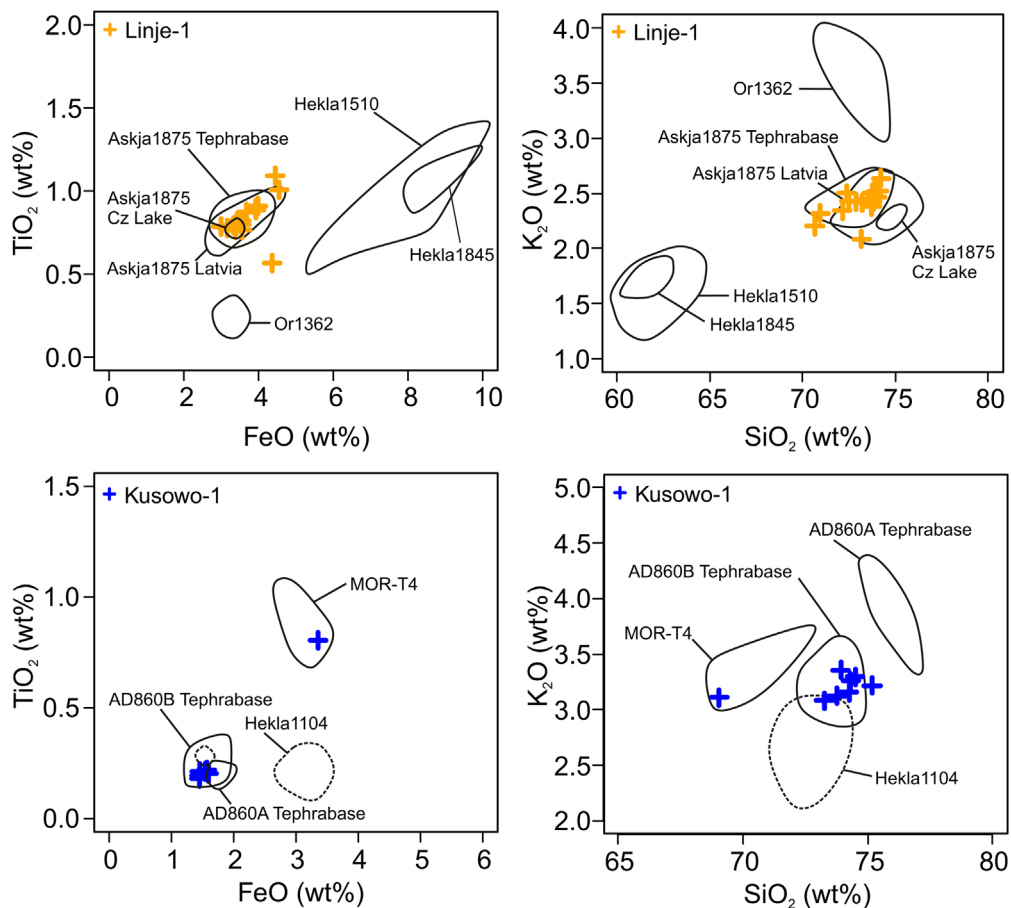 Linje-1
2.0
1.5
1.0
0.5
0.0
TiO₂ (wt%)
Hekla1510
Askja1875 Tephrabase
Askja1875
Cz Lake
Askja1875 Latvia
Hekla1845
Or1362
0 2 4 6 8 10
FeO (wt%)
Linje-1
4.0
3.5
3.0
2.5
2.0
1.5
1.0
K₂O (wt%)
Or1362
Askja1875 Tephrabase
Askja1875 Latvia
Askja1875
Cz Lake
Hekla1510
Hekla1845
60 65 70 75 80
SiO₂ (wt%)
Kusowo-1
1.5
1.0
0.5
0.0
TiO₂ (wt%)
MOR-T4
AD860B Tephrabase
Hekla1104
AD860A Tephrabase
0 1 2 3 4 5 6
FeO (wt%)
Kusowo-1
5.0
4.5
4.0
3.5
3.0
2.5
2.0
K₂O (wt%)
AD860A Tephrabase
AD860B Tephrabase
MOR-T4
Hekla1104
65 70 75 80
SiO₂ (wt%)